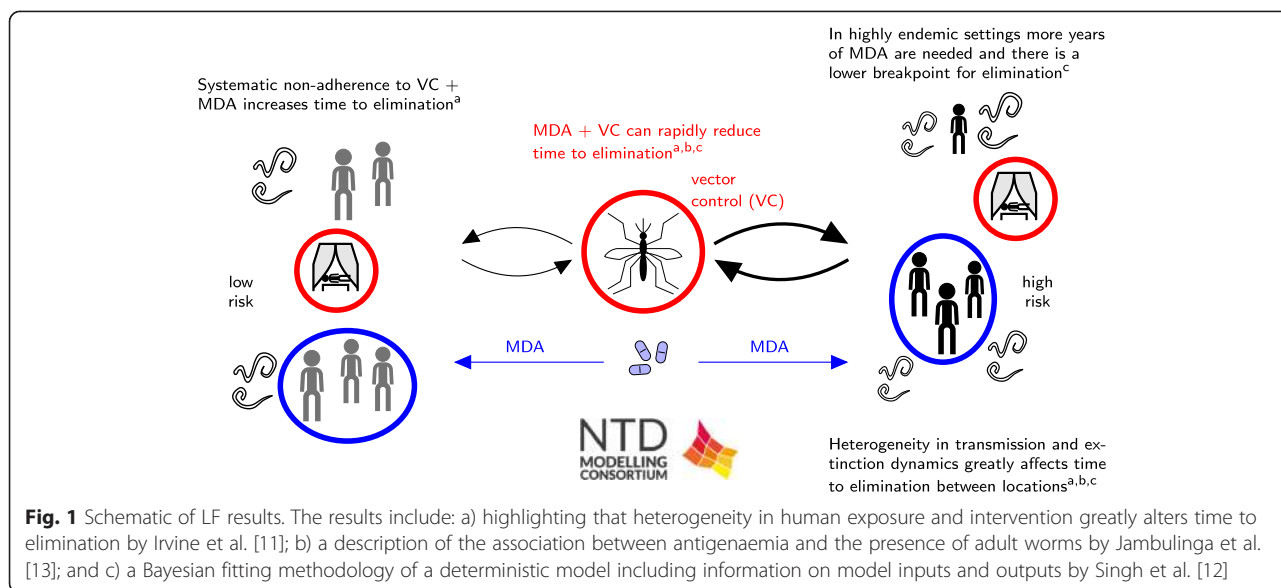 Systematic non-adherence to VC +
MDA increases time to elimination^a
MDA + VC can rapidly reduce
time to elimination^a,b,c
vector
control (VC)
In highly endemic settings more years
of MDA are needed and there is a
lower breakpoint for elimination^c
low
risk
high
risk
MDA
MDA
NTD
MODELLING
CONSORTIUM
Heterogeneity in transmission and ex-
tinction dynamics greatly affects time
to elimination between locations^a,b,c
Fig. 1 Schematic of LF results. The results include: a) highlighting that heterogeneity in human exposure and intervention greatly alters time to
elimination by Irvine et al. [11]; b) a description of the association between antigenaemia and the presence of adult worms by Jambulinga et al.
[13]; and c) a Bayesian fitting methodology of a deterministic model including information on model inputs and outputs by Singh et al. [12]